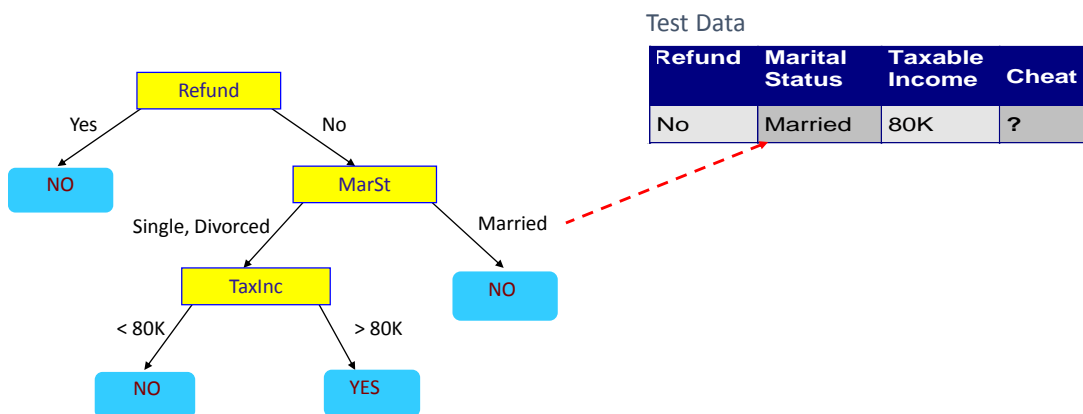 Test Data
Refund Marital Status Taxable Income Cheat
No Married 80K ?
Refund
Yes No
NO MarSt
Single, Divorced Married
TaxInc NO
< 80K > 80K
NO YES